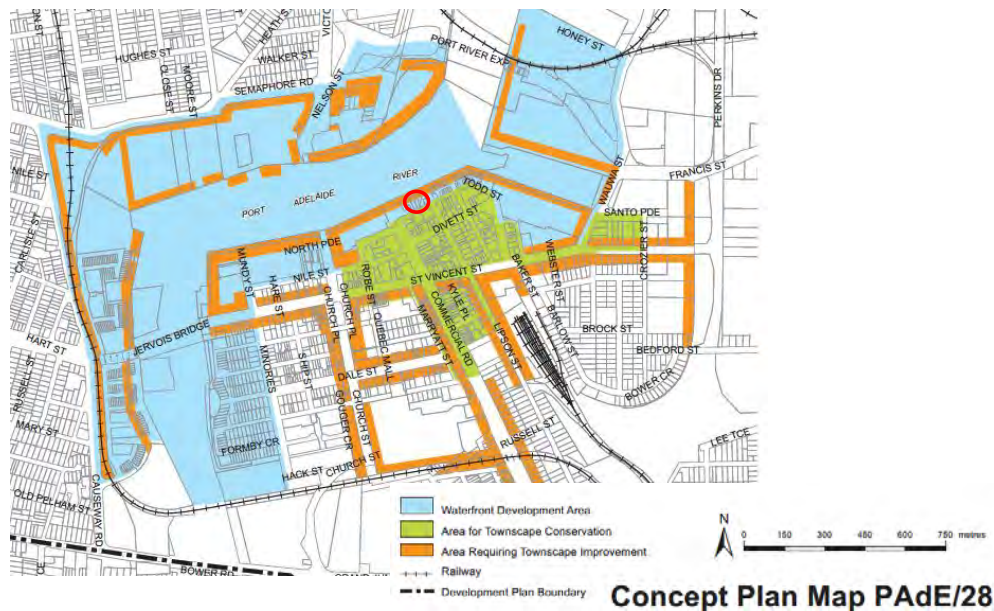 HUGHES ST
HEATH S
VICTO
WALKER ST
MOORE ST
CLOSE ST
SEMAPHORE RD
NELSON ST
PORT RIVER EXP
HONEY ST
PERKINS DR
NILE ST
FRANCIS ST
WAUWA ST
PORT ADELAIDE RIVER
TODD ST
DIVETT ST
SANTO PDE
CROZIER ST
CARLISLE ST
NORTH PDE
MUNDY ST
NILE ST
HARE ST
ROBE ST
ST VINCENT ST
BAKER ST
WEBSTER ST
CHURCH PL
CHURCH PL
QUEBEC MALL
KYLE PL
COMMERCIAL RD
MARRYATT ST
LIPSON ST
BARLOW ST
BROCK ST
BEDFORD ST
JERVOIS BRIDGE
HART ST
MINORIES
SHIP ST
DALE ST
BOWER CR
RUSSELL ST
GOUGER CR
CHURCH ST
MARY ST
FORMBY CR
RUSSELL ST
LEE TCE
HACK ST
CHURCH ST
OLD PELHAM ST
CAUSEWAY RD
BOWER RD
Waterfront Development Area
Area for Townscape Conservation
Area Requiring Townscape Improvement
Railway
Development Plan Boundary
N
0 150 300 450 600 750 metres
Concept Plan Map PAdE/28